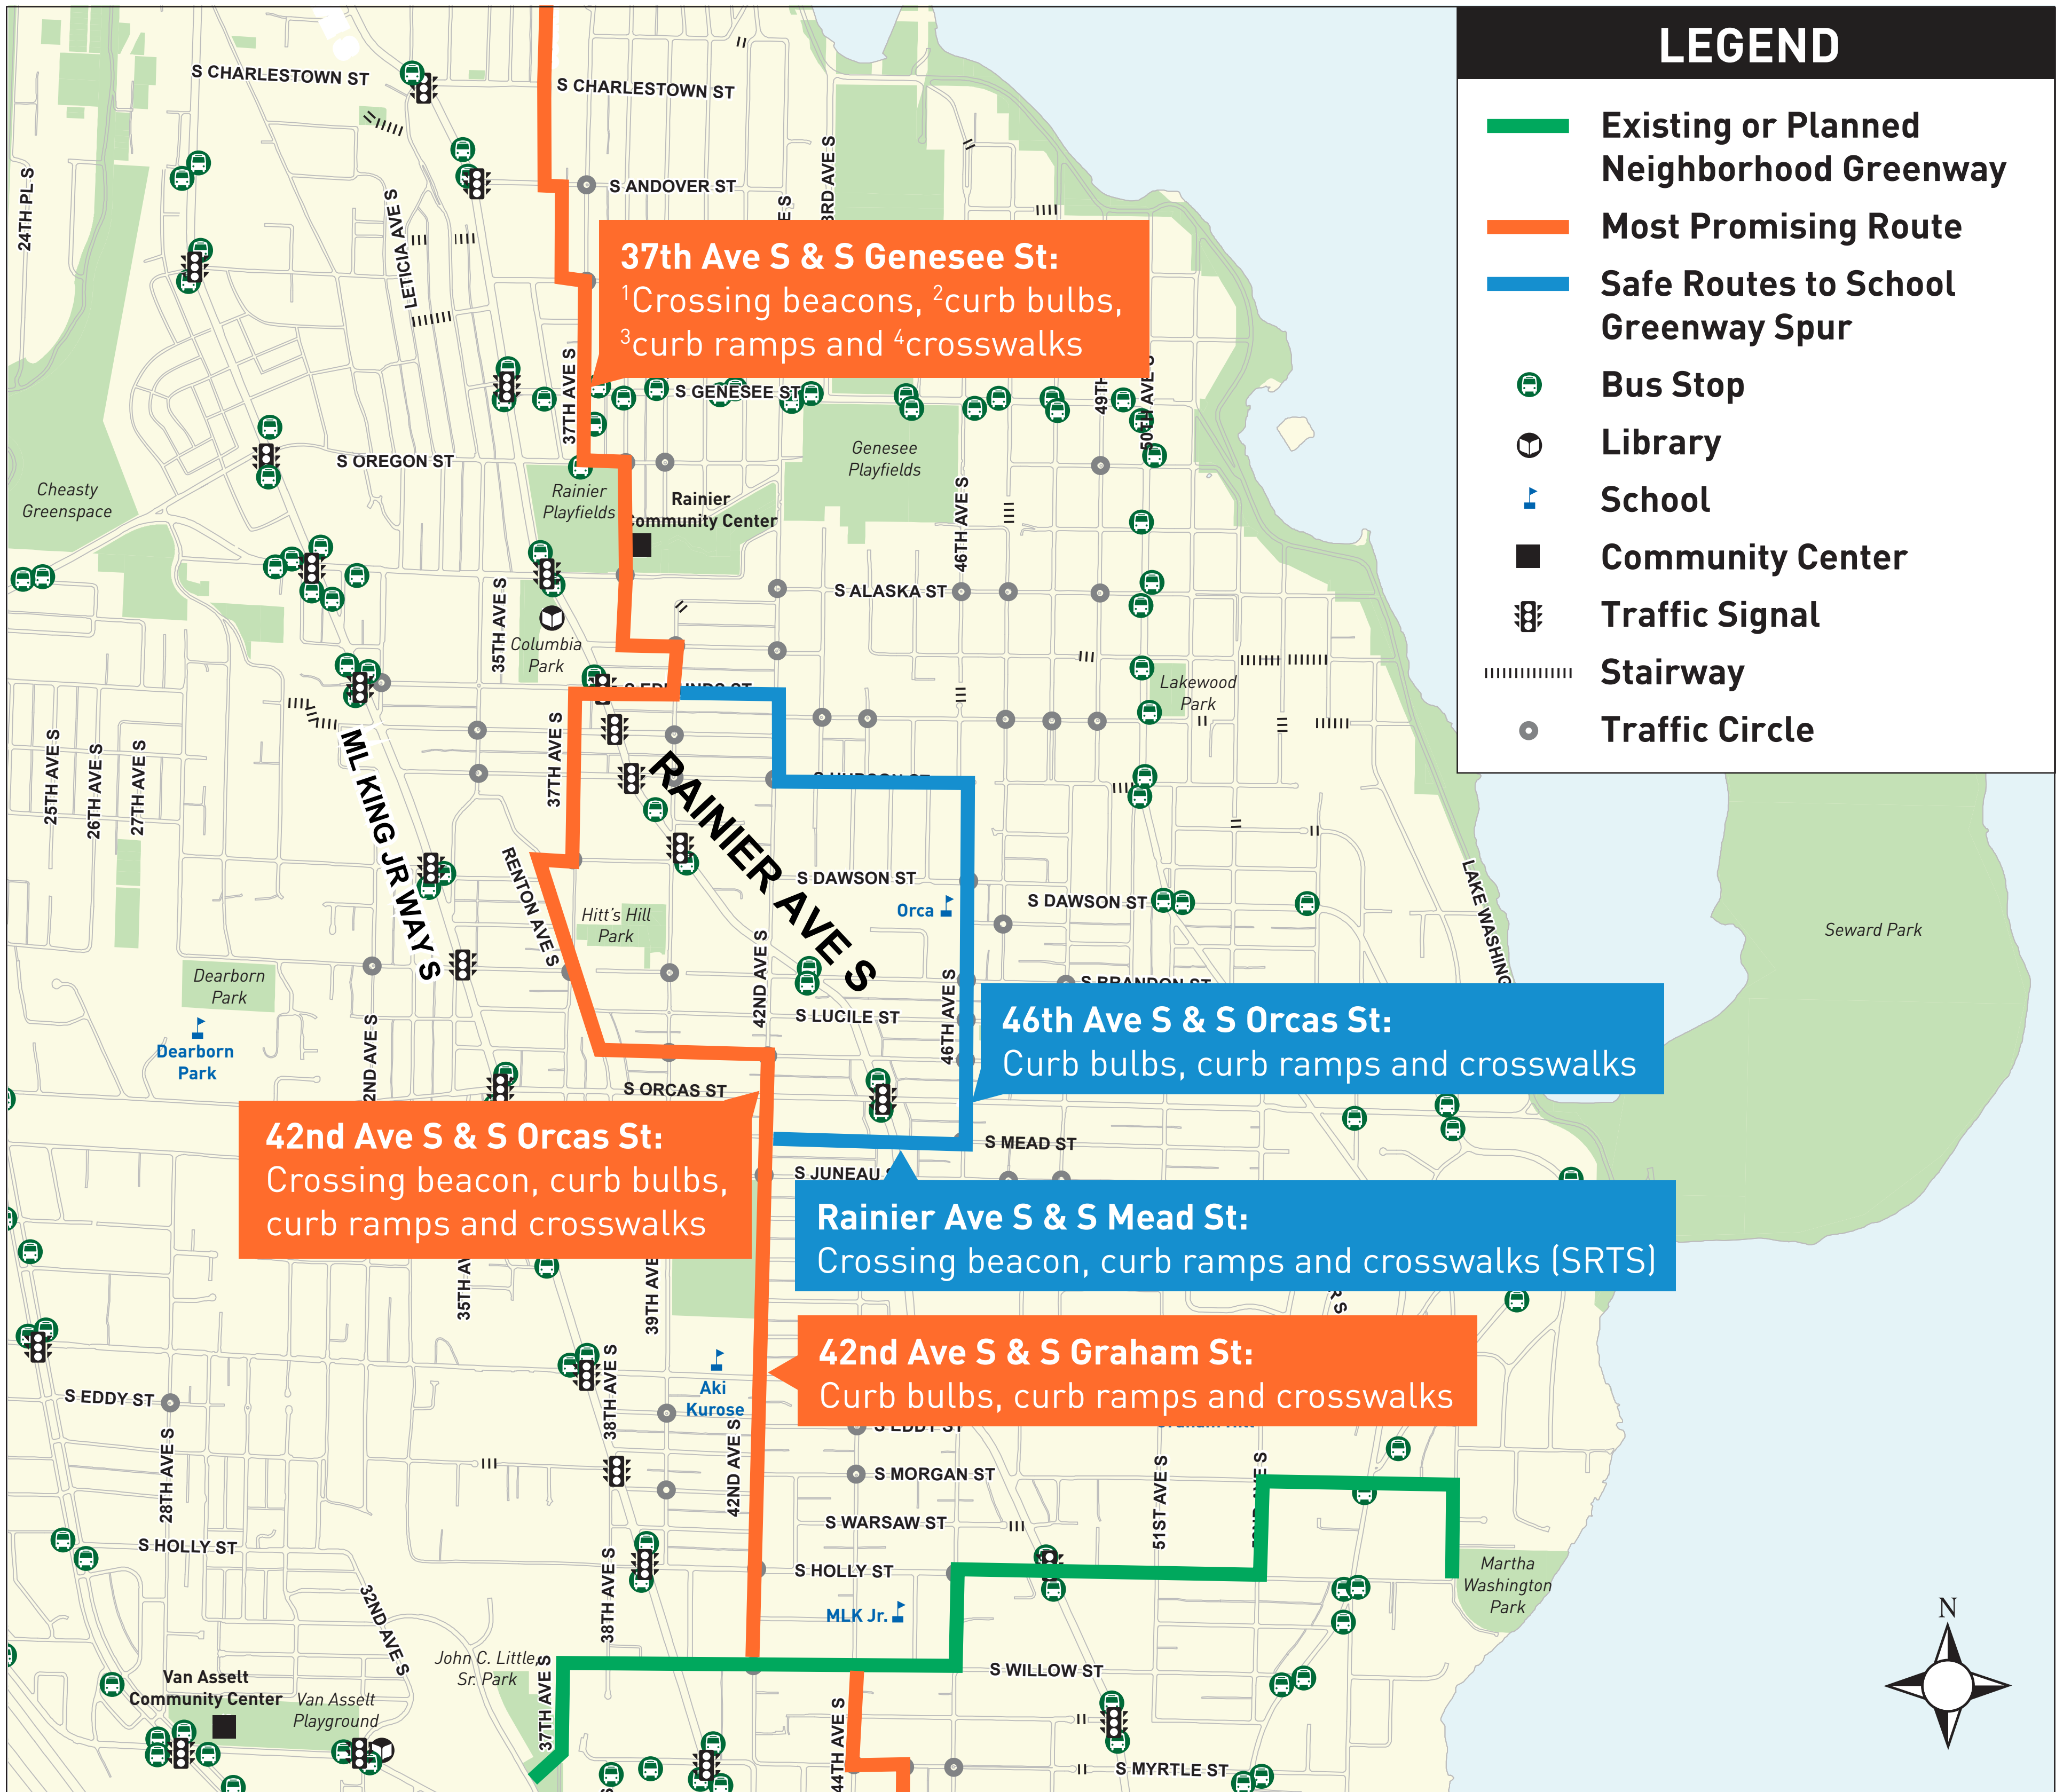 LEGEND
Existing or Planned
Neighborhood Greenway
Most Promising Route
Safe Routes to School
Greenway Spur
Bus Stop
Library
School
Community Center
Traffic Signal
Stairway
Traffic Circle
S CHARLESTOWN ST
S CHARLESTOWN ST
24TH PL S
LETICIA AVE S
S ANDOVER ST
37th Ave S & S Genesee St:
1Crossing beacons, 2curb bulbs,
3curb ramps and 4crosswalks
37TH AVE S
S GENESEE ST
50TH AVE S
S OREGON ST
Genesee
Playfields
Cheasty
Greenspace
Rainier
Playfields
Rainier
Community Center
46TH AVE S
S ALASKA ST
35TH AVE S
Columbia
Park
Lakewood
Park
25TH AVE S
26TH AVE S
27TH AVE S
ML KING JR WAY S
37TH AVE S
RAINIER AVE S
RENTON AVE S
S DAWSON ST
S DAWSON ST
Orca
Hitt's Hill
Park
Seward Park
Dearborn
Park
42ND AVE S
46TH AVE S
S BRANDON ST
S LUCILE ST
Dearborn
Park
46th Ave S & S Orcas St:
Curb bulbs, curb ramps and crosswalks
S ORCAS ST
42nd Ave S & S Orcas St:
Crossing beacon, curb bulbs,
curb ramps and crosswalks
S MEAD ST
S JUNEAU
Rainier Ave S & S Mead St:
Crossing beacon, curb ramps and crosswalks (SRTS)
42nd Ave S & S Graham St:
Curb bulbs, curb ramps and crosswalks
39TH AVE
38TH AVE S
Aki
Kurose
S EDDY ST
S EDDY ST
28TH AVE S
42ND AVE S
S MORGAN ST
51ST AVE S
S WARSAW ST
S HOLLY ST
S HOLLY ST
38TH AVE S
32ND AVE S
MLK Jr.
Martha
Washington
Park
John C. Little,
Sr. Park
37TH AVE S
S WILLOW ST
Van Asselt
Community Center
Van Asselt
Playground
44TH AVE S
S MYRTLE ST
N